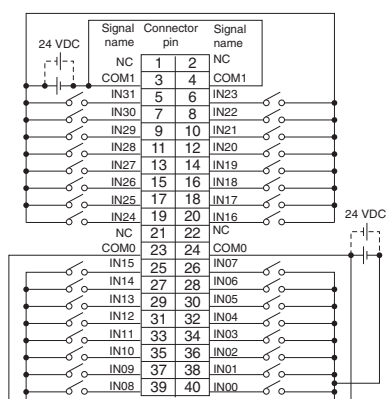 Signal name Connector pin Signal name
24 VDC
NC 1 2 NC
COM1 3 4 COM1
IN31 5 6 IN23
IN30 7 8 IN22
IN29 9 10 IN21
IN28 11 12 IN20
IN27 13 14 IN19
IN26 15 16 IN18
IN25 17 18 IN17
IN24 19 20 IN16
NC 21 22 NC
24 VDC
COM0 23 24 COM0
IN15 25 26 IN07
IN14 27 28 IN06
IN13 29 30 IN05
IN12 31 32 IN04
IN11 33 34 IN03
IN10 35 36 IN02
IN09 37 38 IN01
IN08 39 40 IN00